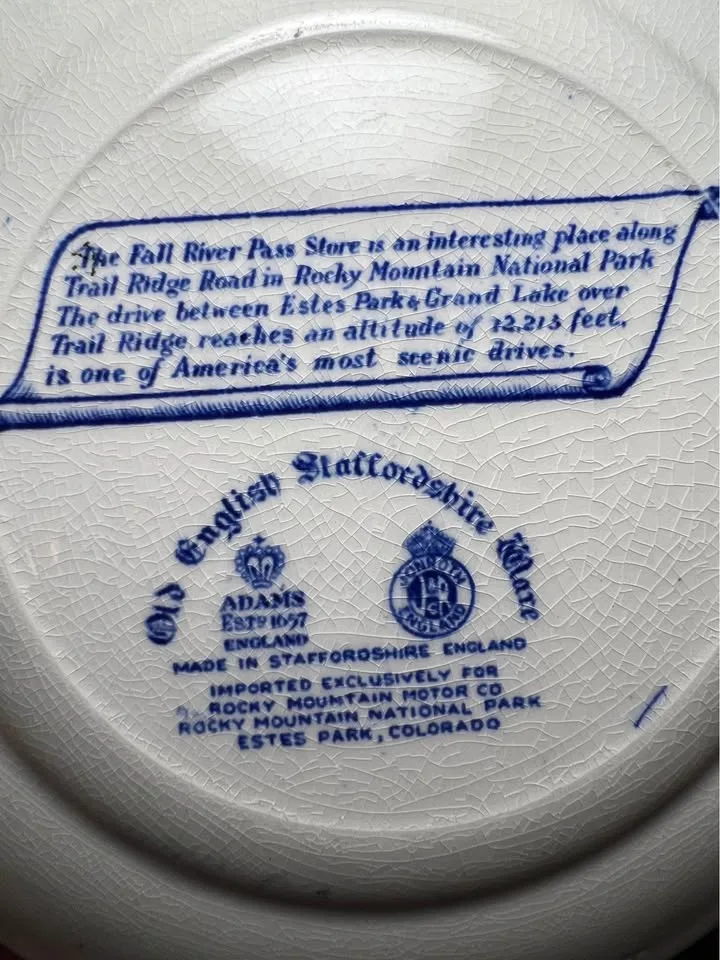 The Fall River Pass Store is an interesting place along
Trail Ridge Road in Rocky Mountain National Park
The drive between Estes Park & Grand Lake over
Trail Ridge reaches an altitude of 12,213 feet,
is one of America's most scenic drives.
Old English Staffordshire Ware
ADAMS
ESTD 1657
ENGLAND
JONROTH
ENGLAND
MADE IN STAFFORDSHIRE ENGLAND
IMPORTED EXCLUSIVELY FOR
ROCKY MOUNTAIN MOTOR CO
ROCKY MOUNTAIN NATIONAL PARK
ESTES PARK, COLORADO